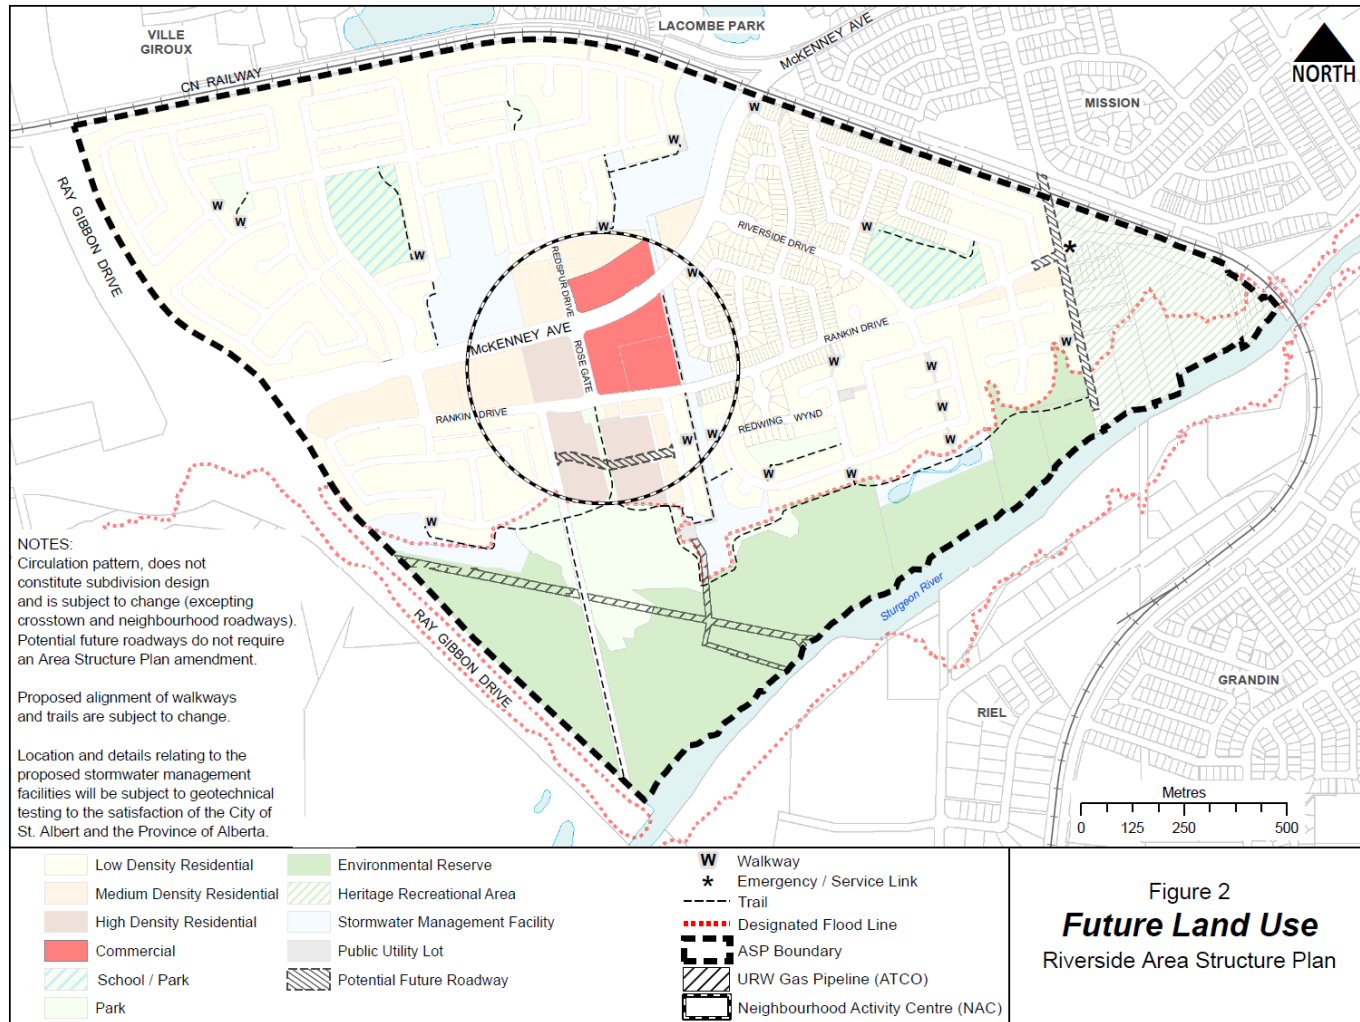 VILLE
GIROUX
LACOMBE PARK
McKENNEY AVE
CN RAILWAY
NORTH
MISSION
RAY GIBBON DRIVE
W
W
W
W
W
W
W
W
RIVERSIDE DRIVE
REDSPUR DRIVE
McKENNEY AVE
ROSE GATE
RANKIN DRIVE
*
W
W
W
W
W
RANKIN DRIVE
REDWING WYND
W
W
W
W
W
W
NOTES:
Circulation pattern, does not
constitute subdivision design
and is subject to change (excepting
crosstown and neighbourhood roadways).
Potential future roadways do not require
an Area Structure Plan amendment.
Proposed alignment of walkways
and trails are subject to change.
Location and details relating to the
proposed stormwater management
facilities will be subject to geotechnical
testing to the satisfaction of the City of
St. Albert and the Province of Alberta.
RAY GIBBON DRIVE
Sturgeon River
RIEL
GRANDIN
Metres
0 125 250 500
Low Density Residential
Medium Density Residential
High Density Residential
Commercial
School / Park
Park
Environmental Reserve
Heritage Recreational Area
Stormwater Management Facility
Public Utility Lot
Potential Future Roadway
W Walkway
* Emergency / Service Link
Trail
Designated Flood Line
ASP Boundary
URW Gas Pipeline (ATCO)
Neighbourhood Activity Centre (NAC)
Figure 2
Future Land Use
Riverside Area Structure Plan